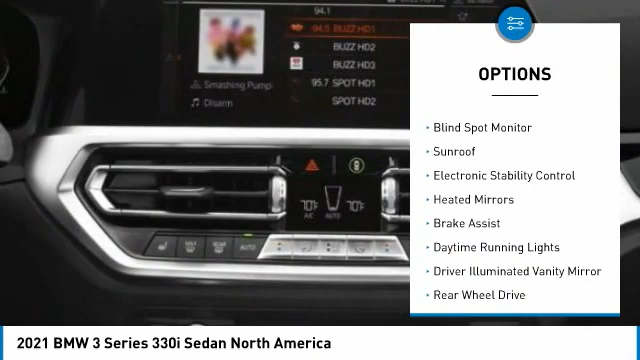 94.1
94.5 BUZZ HD1
BUZZ HD2
BUZZ HD3
95.7 SPOT HD1
SPOT HD2
Smashing Pump
Disarm
70°F
A/C
AUTO
70°F
AUTO
OPTIONS
Blind Spot Monitor
Sunroof
Electronic Stability Control
Heated Mirrors
Brake Assist
Daytime Running Lights
Driver Illuminated Vanity Mirror
Rear Wheel Drive
2021 BMW 3 Series 330i Sedan North America